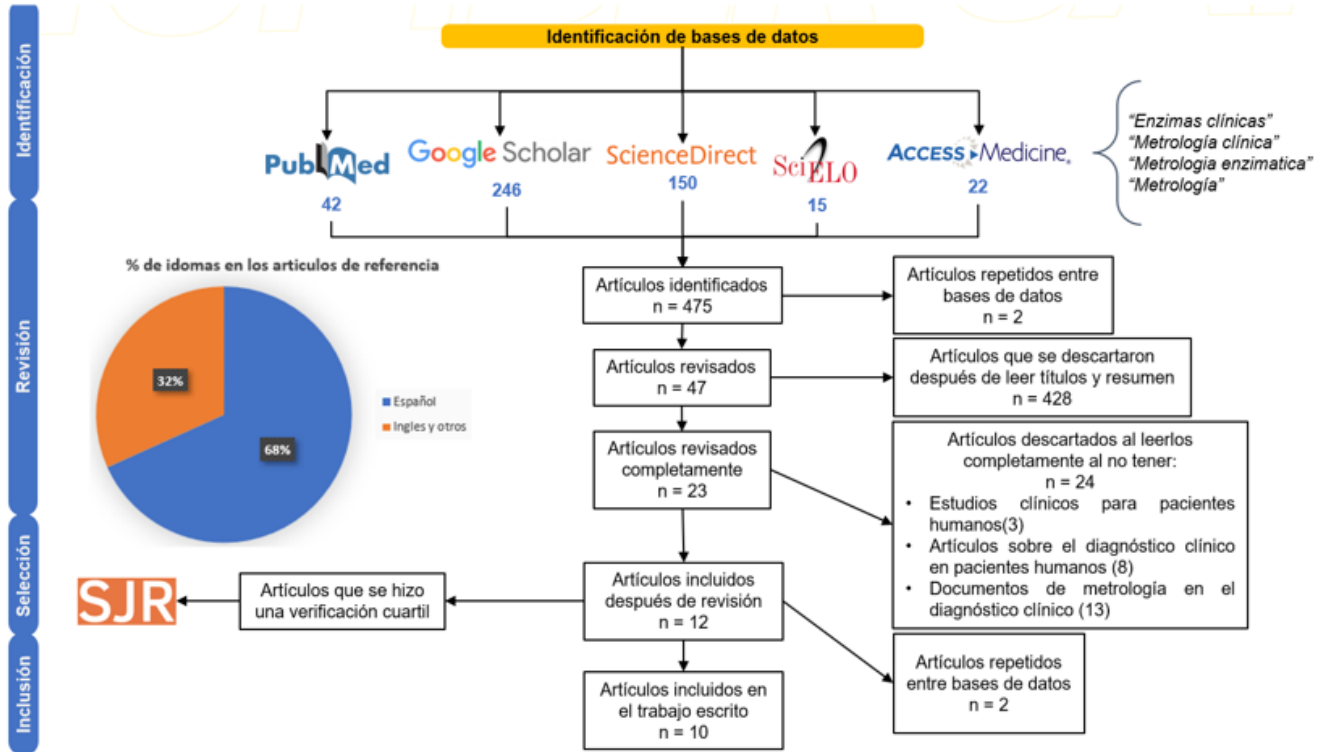 Identificación de bases de datos
Identificación
PubMed
42
Google Scholar
246
ScienceDirect
150
SciELO
15
ACCESS Medicine
22
“Enzimas clínicas”
“Metrología clínica”
“Metrologia enzimatica”
“Metrología”
Revisión
% de idomas en los articulos de referencia
32%
68%
Español
Ingles y otros
Artículos identificados
n = 475
Artículos repetidos entre
bases de datos
n = 2
Artículos revisados
n = 47
Artículos que se descartaron
después de leer títulos y resumen
n = 428
Artículos revisados
completamente
n = 23
Artículos descartados al leerlos
completamente al no tener:
n = 24
• Estudios clínicos para pacientes
humanos(3)
• Artículos sobre el diagnóstico clínico
en pacientes humanos (8)
• Documentos de metrología en el
diagnóstico clínico (13)
Selección
SJR
Artículos que se hizo
una verificación cuartil
Artículos incluidos
después de revisión
n = 12
Artículos repetidos
entre bases de datos
n = 2
Inclusión
Artículos incluidos en
el trabajo escrito
n = 10